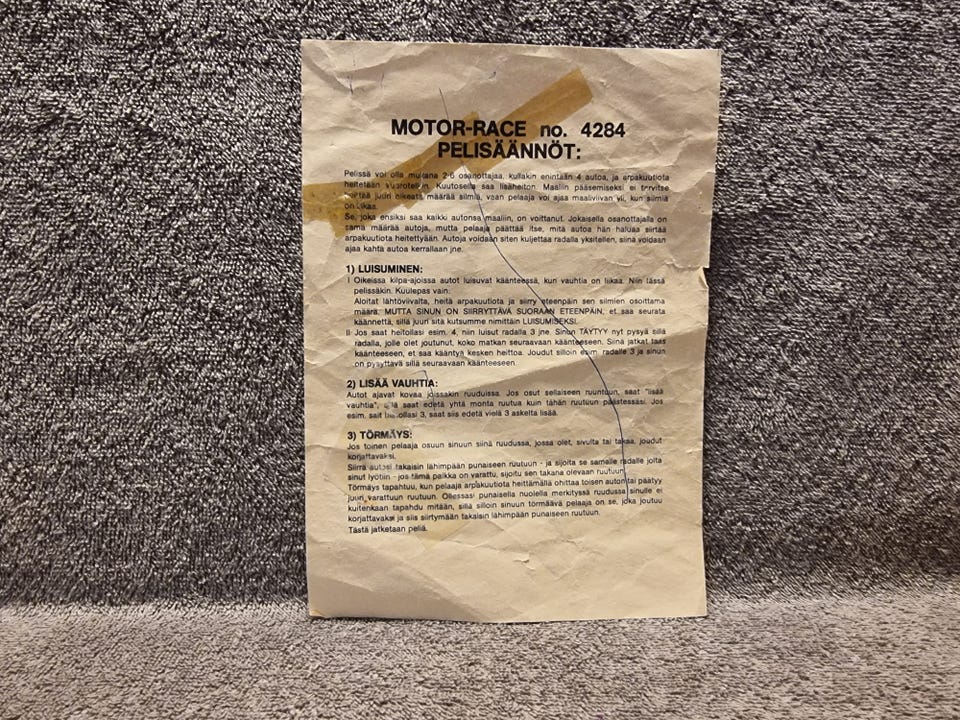 MOTOR-RACE no. 4284
PELISÄÄNNÖT:
Pelissä voi olla mukana 2-6 osanottajaa, kullakin enintään 4 autoa, ja arpakuutiota
heitetään vuorotellen. Kuutosella saa lisäheiton. Maaliin pääsemiseksi ei tarvitse
heittää juuri oikeata määrää silmiä, vaan pelaaja voi ajaa maaliviivan yli, kun silmiä
on liikaa.
Se, joka ensiksi saa kaikki autonsa maaliin, on voittanut. Jokaisella osanottajalla on
sama määrää autoja, mutta pelaaja päättää itse, mitä autoa hän haluaa siirtää
arpakuutiota heitettyään. Autoja voidaan siten kuljettaa radalla yksitellen, siinä voidaan
ajaa kahta autoa kerrallaan jne.
1) LUISUMINEN:
I Oikeissa kilpa-ajoissa autot luisuvat käänteessä, kun vauhtia on liikaa. Niin tässä
pelissäkin. Kuulepas vain:
Aloitat lähtöviivalta, heitä arpakuutiota ja siirry eteenpäin sen silmien osoittama
määrä. MUTTA SINUN ON SIIRRYTTÄVÄ SUORAAN ETEENPÄIN, et saa seurata
käännettä, sillä juuri sitä kutsumme nimittäin LUISUMISEKSI.
II Jos saat heitollasi esim. 4, niin luisut radalla 3 jne. Sinun TÄYTYY nyt pysyä sillä
radalla, jolle olet joutunut, koko matkan seuraavaan käänteeseen. Siinä jatkat taas
käänteeseen, et saa kääntyä kesken heittoa. Joudut silloin esim. radalle 3 ja sinun
on pysyttävä sillä seuraavaan käänteeseen.
2) LISÄÄ VAUHTIA:
Autot ajavat kovaa joissakin ruuduissa. Jos osut sellaiseen ruuntuun, saat "lisää
vauhtia", eilä saat edetä yhtä monta ruutua kuin tähän ruutuun päästessäsi. Jos
esim. sait heitollasi 3, saat siis edetä vielä 3 askelta lisää.
3) TÖRMÄYS:
Jos toinen pelaaja osuun sinuun siinä ruudussa, jossa olet, sivulta tai takaa, joudut
korjattavaksi.
Siirrä autosi takaisin lähimpään punaiseen ruutuun - ja sijoita se samalle radalle jolta
sinut lyötiin - jos tämä paikka on varattu, sijoitu sen takana olevaan ruutuun.
Törmäys tapahtuu, kun pelaaja arpakuutiota heittämällä ohittaa toisen auton tai päätyy
juuri varattuun ruutuun. Ollessasi punaisella nuolella merkityssä ruudussa sinulle ei
kuitenkaan tapahdu mitään, sillä silloin sinuun törmäävä pelaaja on se, joka joutuu
korjattavaksi ja siis siirtymään takaisin lähimpään punaiseen ruutuun.
Tästä jatketaan peliä.